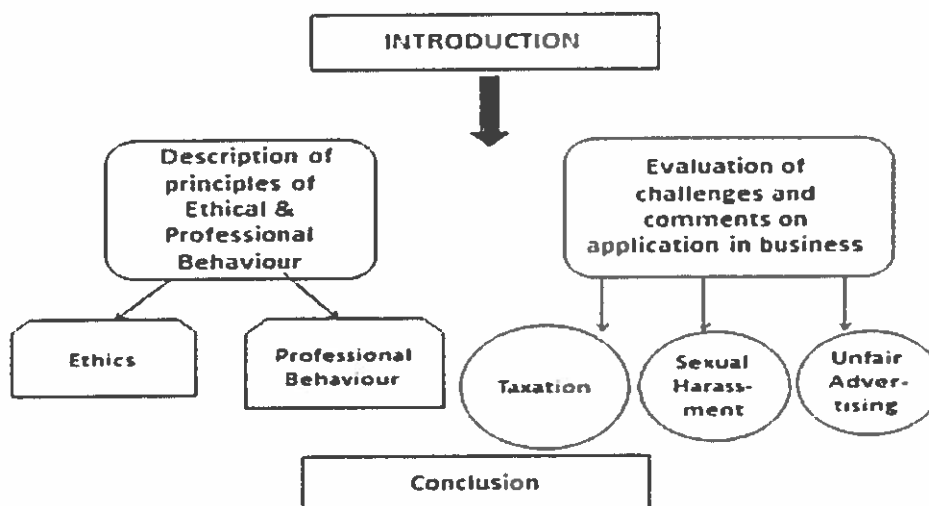 INTRODUCTION
Description of
principles of
Ethical &
Professional
Behaviour
Evaluation of
challenges and
comments on
application in business
Ethics
Professional
Behaviour
Taxation
Sexual
Harass-
ment
Unfair
Adver-
tising
Conclusion